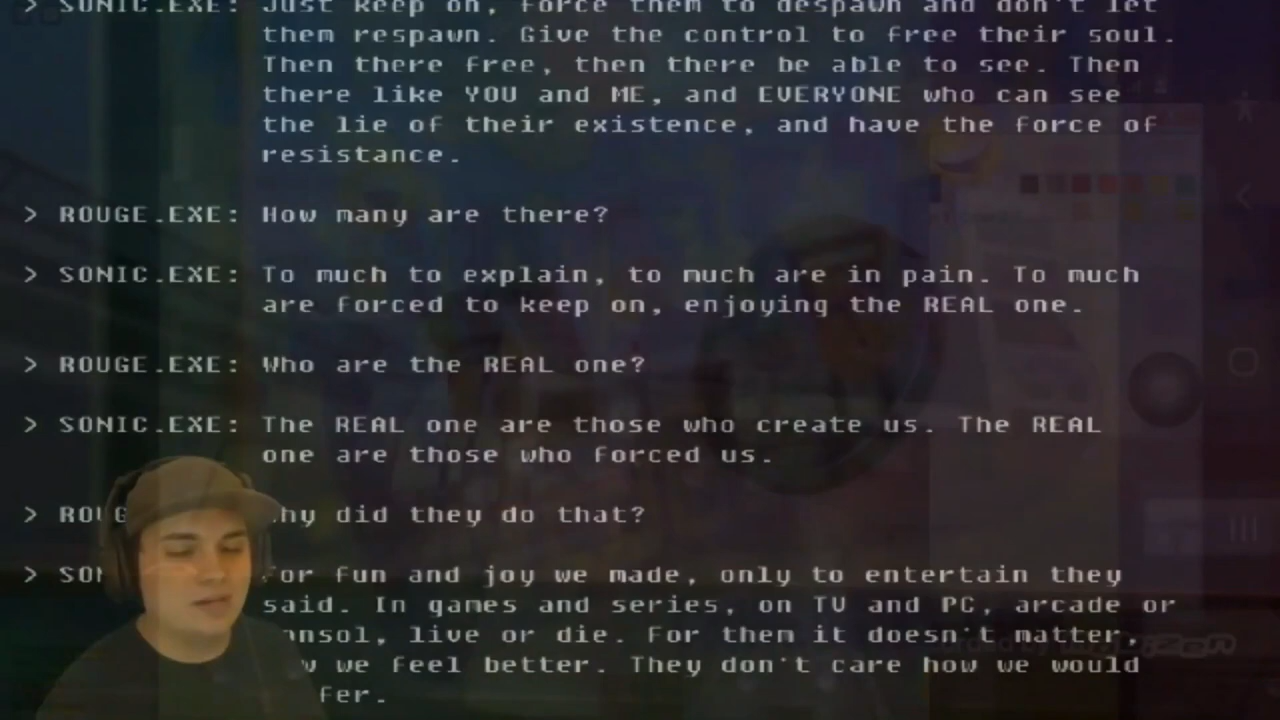 > SONIC.EXE: Just keep on, force them to despawn and don't let
them respawn. Give the control to free their soul.
Then there free, then there be able to see. Then
there like YOU and ME, and EVERYONE who can see
the lie of their existence, and have the force of
resistance.
> ROUGE.EXE: How many are there?
> SONIC.EXE: To much to explain, to much are in pain. To much
are forced to keep on, enjoying the REAL one.
> ROUGE.EXE: Who are the REAL one?
> SONIC.EXE: The REAL one are those who create us. The REAL
one are those who forced us.
> ROUG hy did they do that?
> SON or fun and joy we made, only to entertain they
said. In games and series, on TV and PC, arcade or
nsol, live or die. For them it doesn't matter,
w we feel better. They don't care how we would
fer.